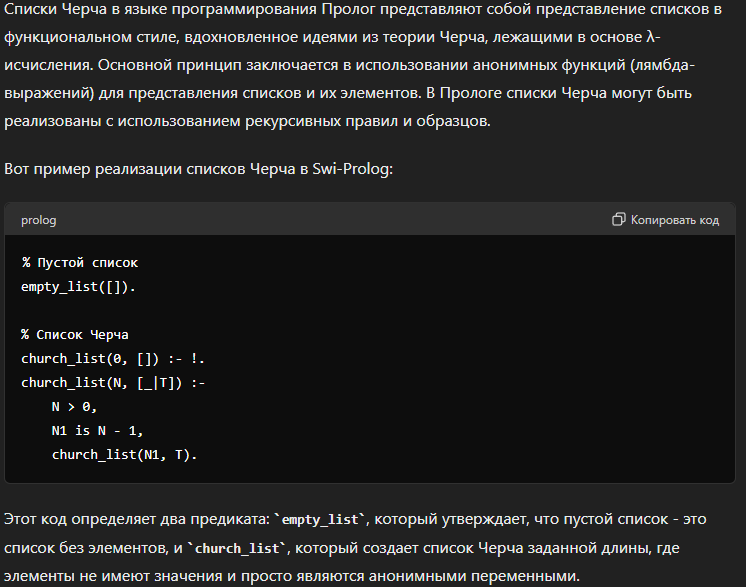 Списки Черча в языке программирования Пролог представляют собой представление списков в
функциональном стиле, вдохновленное идеями из теории Черча, лежащими в основе λ-
исчисления. Основной принцип заключается в использовании анонимных функций (лямбда-
выражений) для представления списков и их элементов. В Прологе списки Черча могут быть
реализованы с использованием рекурсивных правил и образцов.
Вот пример реализации списков Черча в Swi-Prolog:
prolog
Копировать код
% Пустой список
empty_list([]).
% Список Черча
church_list(0, []) :- !.
church_list(N, [_|T]) :-
    N > 0,
    N1 is N - 1,
    church_list(N1, T).
Этот код определяет два предиката: `empty_list`, который утверждает, что пустой список - это
список без элементов, и `church_list`, который создает список Черча заданной длины, где
элементы не имеют значения и просто являются анонимными переменными.